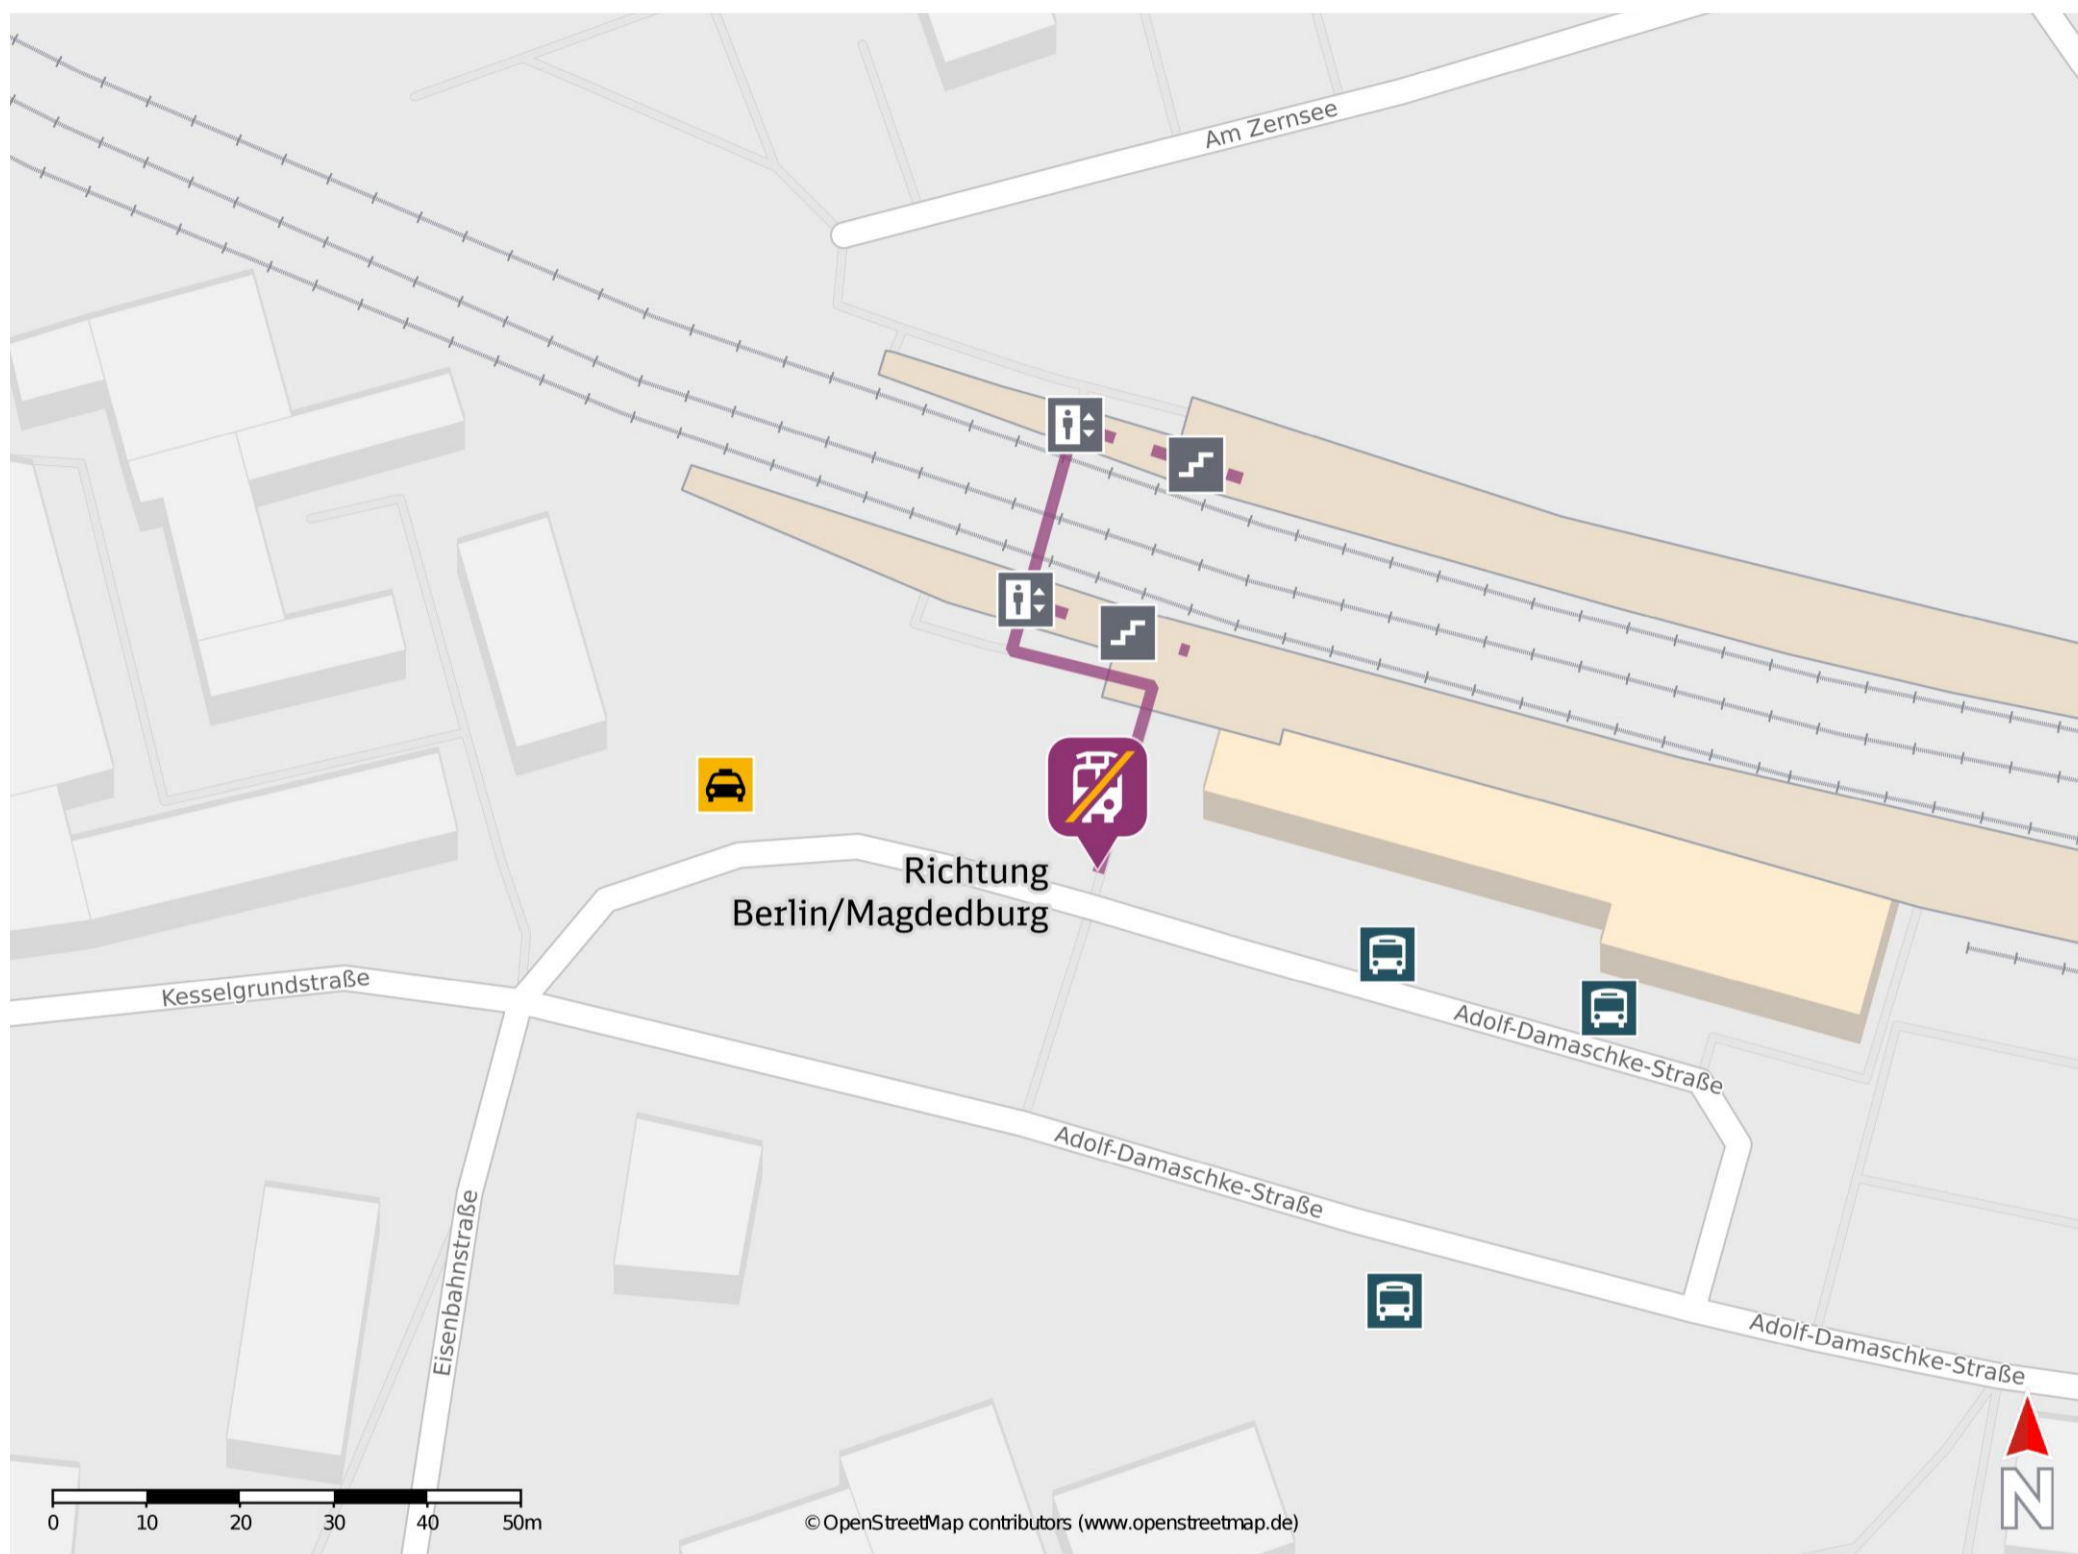 Am Zernsee
Richtung
Berlin/Magdedburg
Kesselgrundstraße
Adolf-Damaschke-Straße
Adolf-Damaschke-Straße
Eisenbahnstraße
Adolf-Damaschke-Straße
N
0 10 20 30 40 50m
© OpenStreetMap contributors (www.openstreetmap.de)